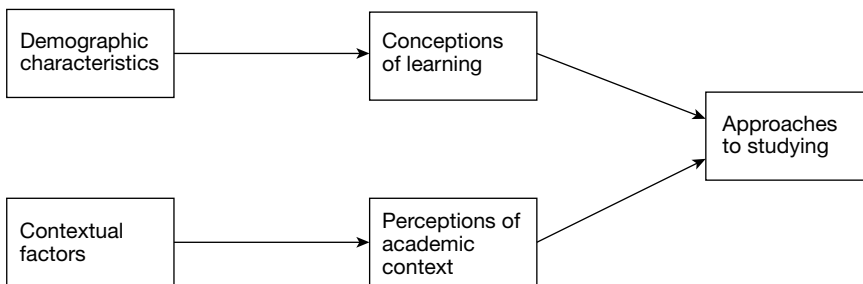 Demographic
characteristics
Conceptions
of learning
Approaches
to studying
Contextual
factors
Perceptions of
academic
context